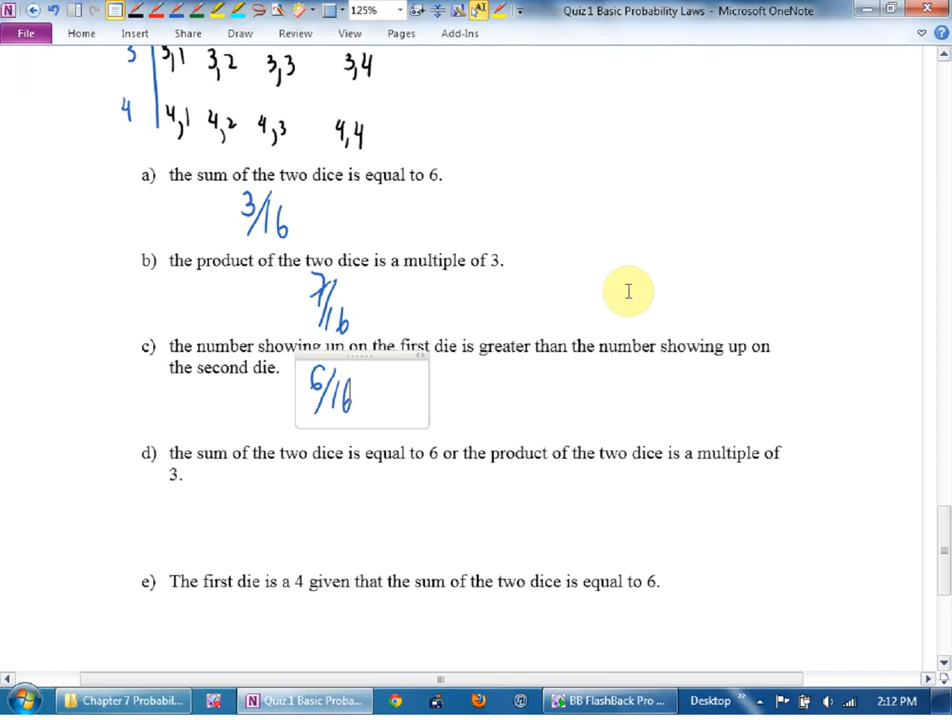 Quiz 1 Basic Probability Laws - Microsoft OneNote
125%
File Home Insert Share Draw Review View Pages Add-Ins
3 3,1 3,2 3,3 3,4
4 4,1 4,2 4,3 4,4
a) the sum of the two dice is equal to 6.
3/16
b) the product of the two dice is a multiple of 3.
7/16
c) the number showing up on the first die is greater than the number showing up on
the second die.
6/16
d) the sum of the two dice is equal to 6 or the product of the two dice is a multiple of
3.
e) The first die is a 4 given that the sum of the two dice is equal to 6.
Chapter 7 Probabil... Quiz 1 Basic Proba... BB FlashBack Pro ... Desktop 2:12 PM